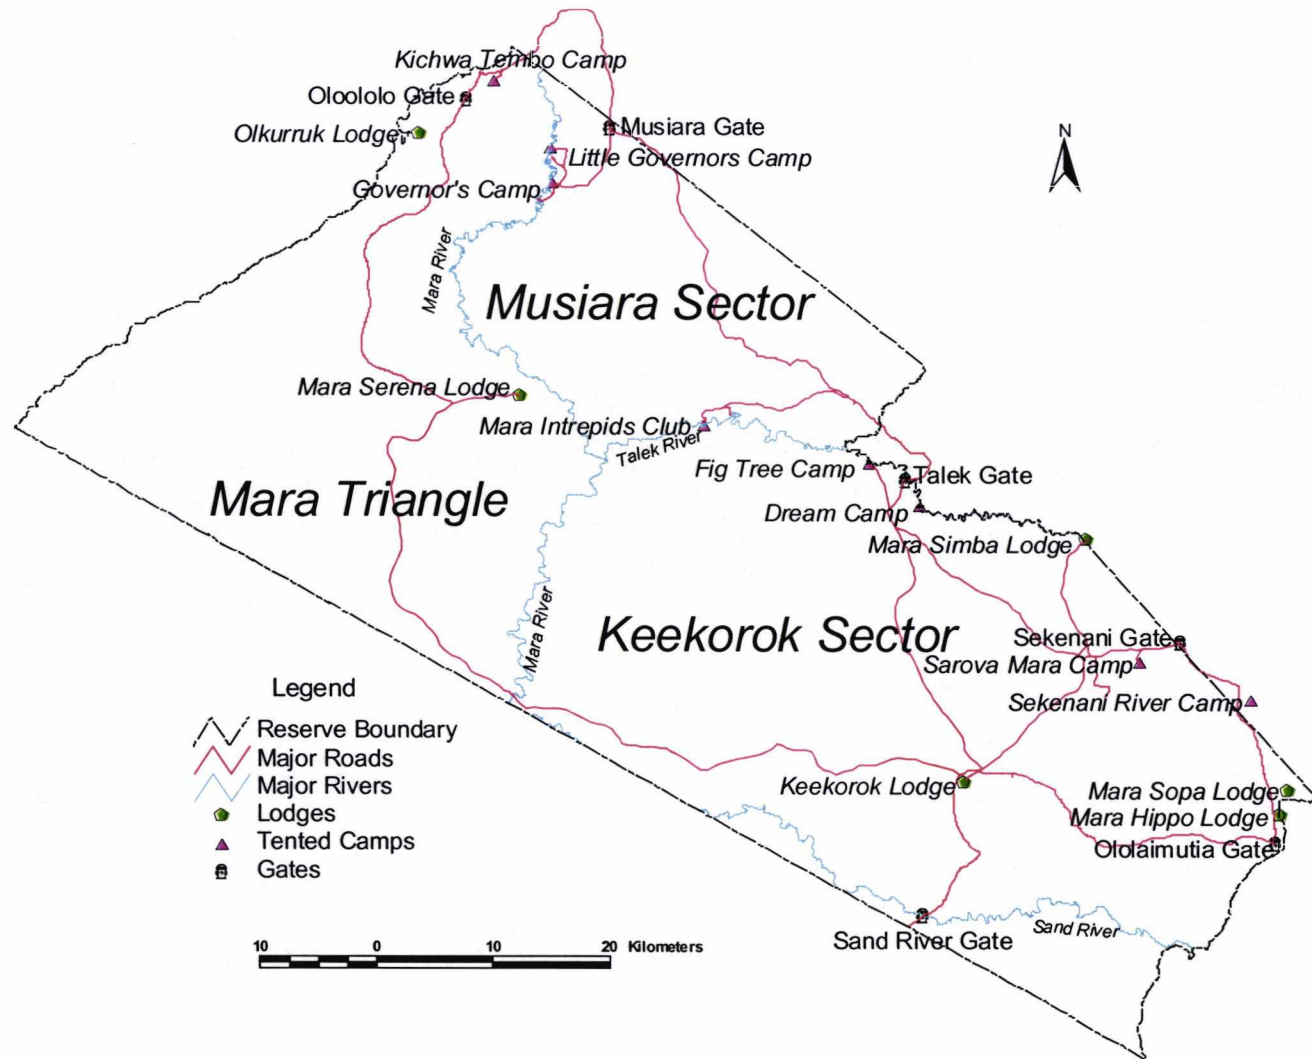 Kichwa Tembo Camp
Oloololo Gate
Olkurruk Lodge
Musiara Gate
N
Little Governors Camp
Governor's Camp
Mara River
Musiara Sector
Mara Serena Lodge
Mara Intrepids Club
Talek River
Fig Tree Camp
Talek Gate
Mara Triangle
Dream Camp
Mara Simba Lodge
Mara River
Keekorok Sector
Sekenani Gate
Sarova Mara Camp
Sekenani River Camp
Legend
Reserve Boundary
Major Roads
Major Rivers
Lodges
Tented Camps
Gates
Keekorok Lodge
Mara Sopa Lodge
Mara Hippo Lodge
Ololaimutia Gate
Sand River
Sand River Gate
10 0 10 20 Kilometers